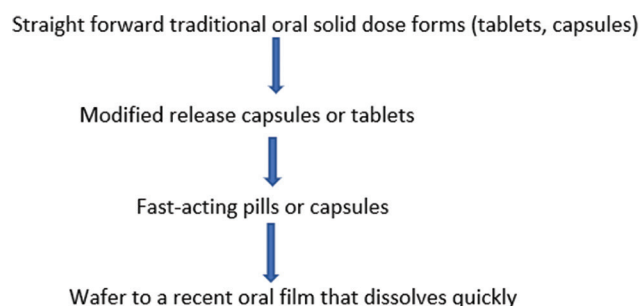 Straight forward traditional oral solid dose forms (tablets, capsules)
Modified release capsules or tablets
Fast-acting pills or capsules
Wafer to a recent oral film that dissolves quickly